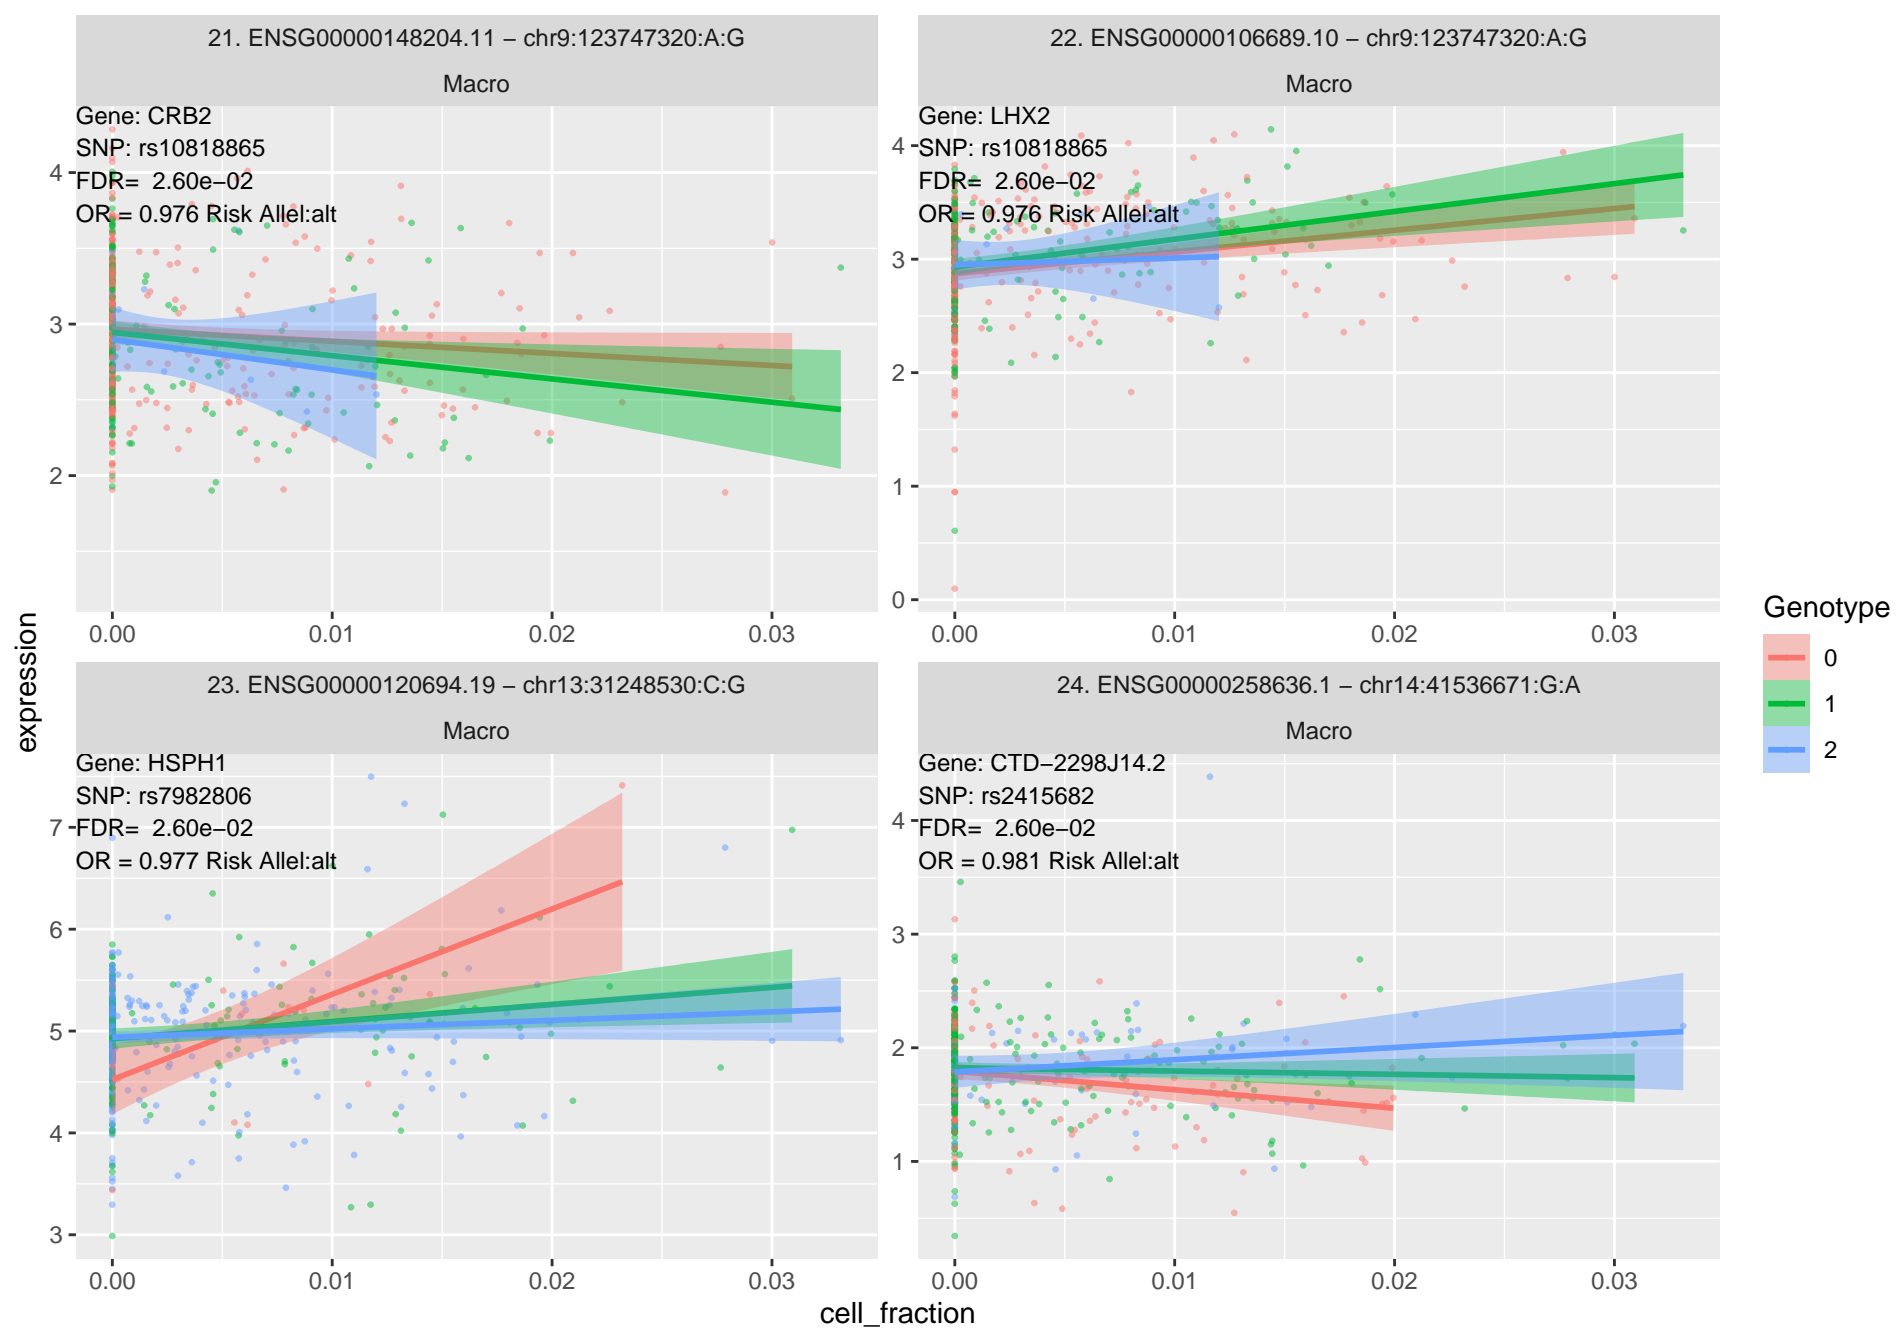 21. ENSG00000148204.11 − chr9:123747320:A:G
Macro
Gene: CRB2
SNP: rs10818865
FDR= 2.60e−02
OR = 0.976 Risk Allel:alt
4
3
2
0.00 0.01 0.02 0.03
22. ENSG00000106689.10 − chr9:123747320:A:G
Macro
Gene: LHX2
SNP: rs10818865
FDR= 2.60e−02
OR = 0.976 Risk Allel:alt
4
3
2
1
0
0.00 0.01 0.02 0.03
23. ENSG00000120694.19 − chr13:31248530:C:G
Macro
Gene: HSPH1
SNP: rs7982806
FDR= 2.60e−02
OR = 0.977 Risk Allel:alt
7
6
5
4
3
0.00 0.01 0.02 0.03
24. ENSG00000258636.1 − chr14:41536671:G:A
Macro
Gene: CTD−2298J14.2
SNP: rs2415682
FDR= 2.60e−02
OR = 0.981 Risk Allel:alt
4
3
2
1
0.00 0.01 0.02 0.03
expression
cell_fraction
Genotype
0
1
2